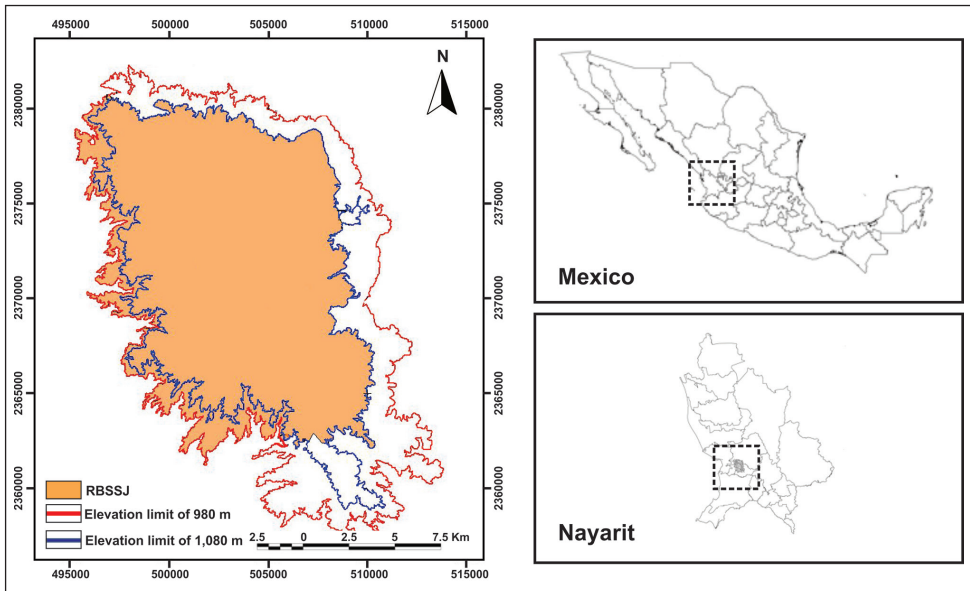 495000 500000 505000 510000 515000
N
2380000 2380000
2375000 2375000
2370000 2370000
2365000 2365000
2360000 2360000
RBSSJ
Elevation limit of 980 m
Elevation limit of 1,080 m
2.5 0 2.5 5 7.5 Km
495000 500000 505000 510000 515000
Mexico
Nayarit